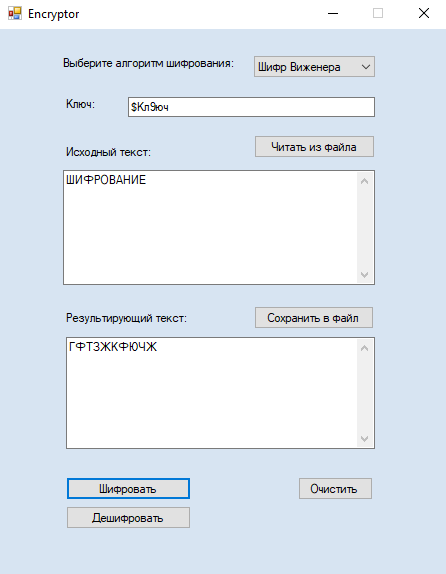 Encryptor
Выберите алгоритм шифрования:
Шифр Виженера
Ключ:
$Кл9юч
Читать из файла
Исходный текст:
ШИФРОВАНИЕ
Результирующий текст:
Сохранить в файл
ГФТЗЖКФЮЧЖ
Шифровать
Очистить
Дешифровать